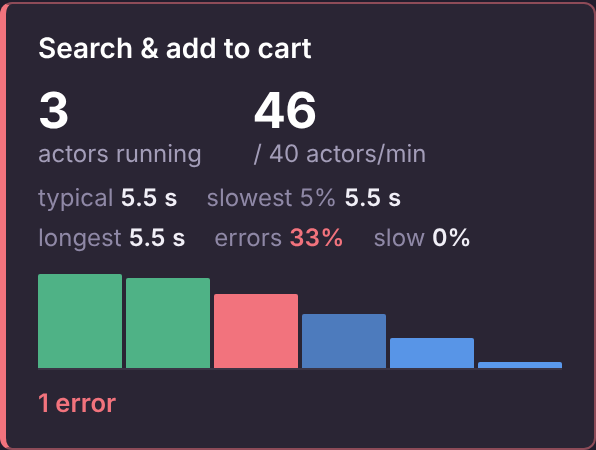 Search & add to cart
3 46
actors running / 40 actors/min
typical 5.5 s slowest 5% 5.5 s
longest 5.5 s errors 33% slow 0%
1 error